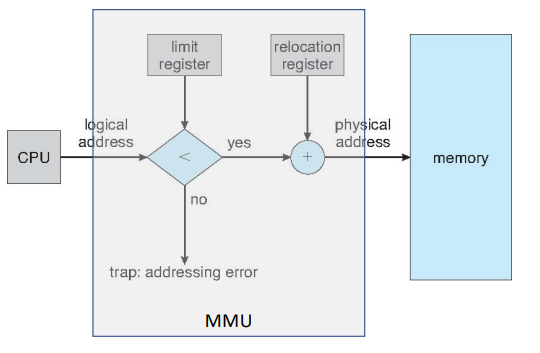 limit
register
relocation
register
logical
address
physical
address
CPU
<
yes
+
memory
no
trap: addressing error
MMU